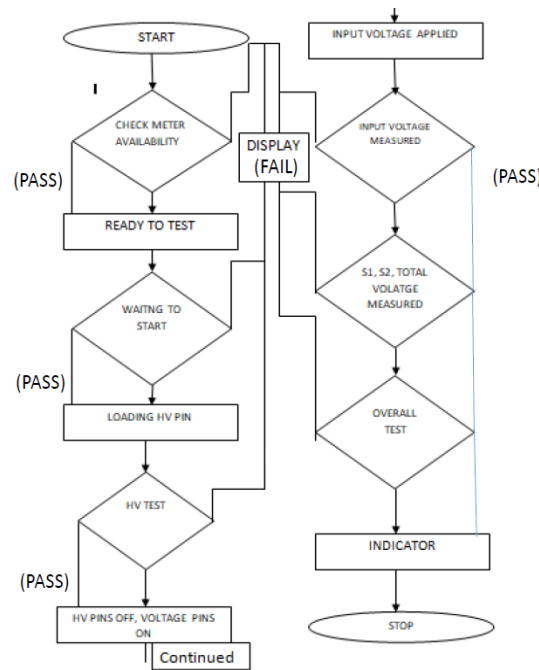 START
I
CHECK METER
AVAILABILITY
(PASS)
READY TO TEST
WAITNG TO
START
(PASS)
LOADING HV PIN
HV TEST
(PASS)
HV PINS OFF, VOLTAGE PINS
ON
Continued
DISPLAY
(FAIL)
INPUT VOLTAGE APPLIED
INPUT VOLTAGE
MEASURED
(PASS)
S1, S2, TOTAL
VOLATGE
MEASURED
OVERALL
TEST
INDICATOR
STOP